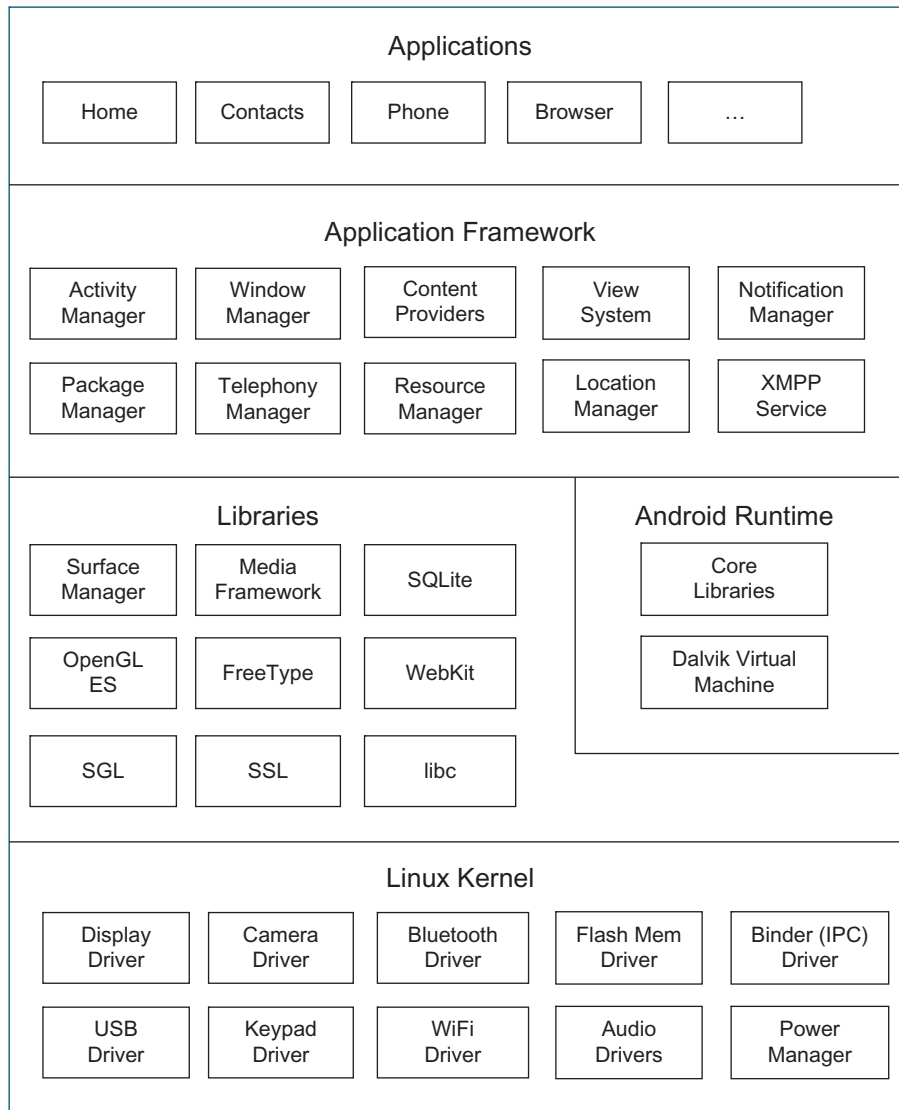 Applications
Home
Contacts
Phone
Browser
…
Application Framework
Activity
Manager
Window
Manager
Content
Providers
View
System
Notification
Manager
Package
Manager
Telephony
Manager
Resource
Manager
Location
Manager
XMPP
Service
Libraries
Surface
Manager
Media
Framework
SQLite
OpenGL
ES
FreeType
WebKit
SGL
SSL
libc
Android Runtime
Core
Libraries
Dalvik Virtual
Machine
Linux Kernel
Display
Driver
Camera
Driver
Bluetooth
Driver
Flash Mem
Driver
Binder (IPC)
Driver
USB
Driver
Keypad
Driver
WiFi
Driver
Audio
Drivers
Power
Manager